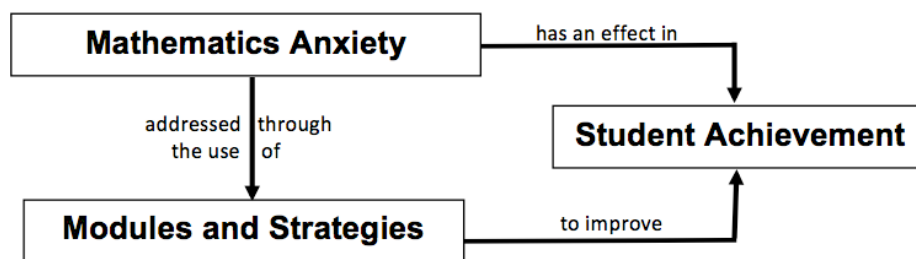 Mathematics Anxiety
has an effect in
addressed through
the use of
Student Achievement
Modules and Strategies
to improve